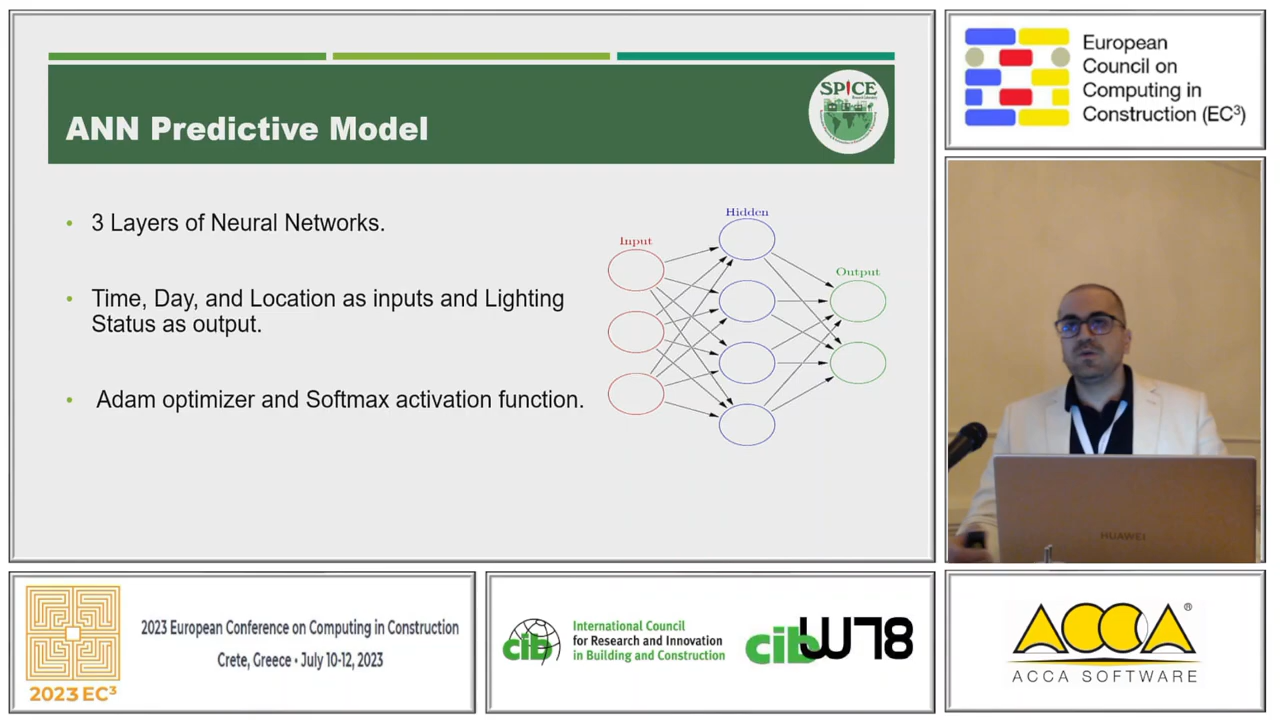 ANN Predictive Model
SPICE
• 3 Layers of Neural Networks.
• Time, Day, and Location as inputs and Lighting
Status as output.
• Adam optimizer and Softmax activation function.
Hidden
Input
Output
European
Council on
Computing in
Construction (EC³)
HUAWEI
2023 EC³
2023 European Conference on Computing in Construction
Crete, Greece • July 10-12, 2023
cib
International Council
for Research and Innovation
in Building and Construction
cib W78
ACCA®
ACCA SOFTWARE